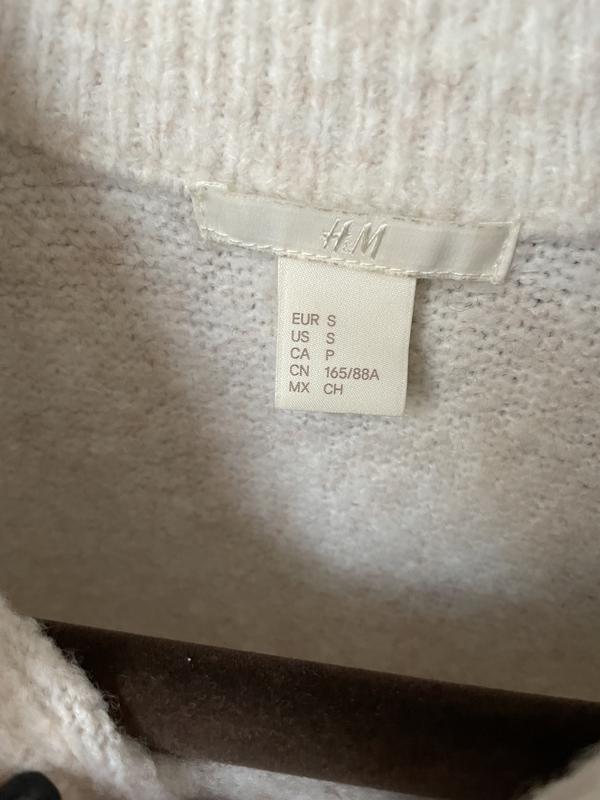 H&M
EUR S
US S
CA P
CN 165/88A
MX CH